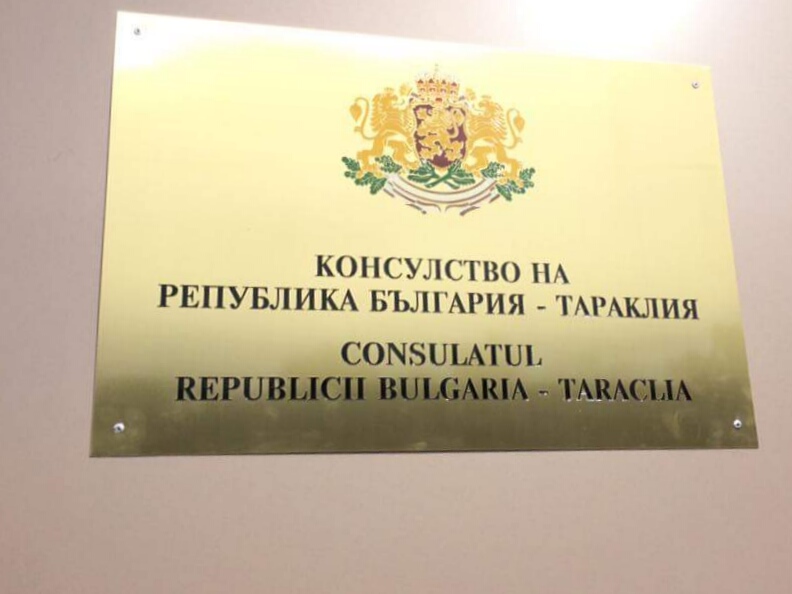 КОНСУЛСТВО НА
РЕПУБЛИКА БЪЛГАРИЯ - ТАРАКЛИЯ
CONSULATUL
REPUBLICII BULGARIA - TARACLIA